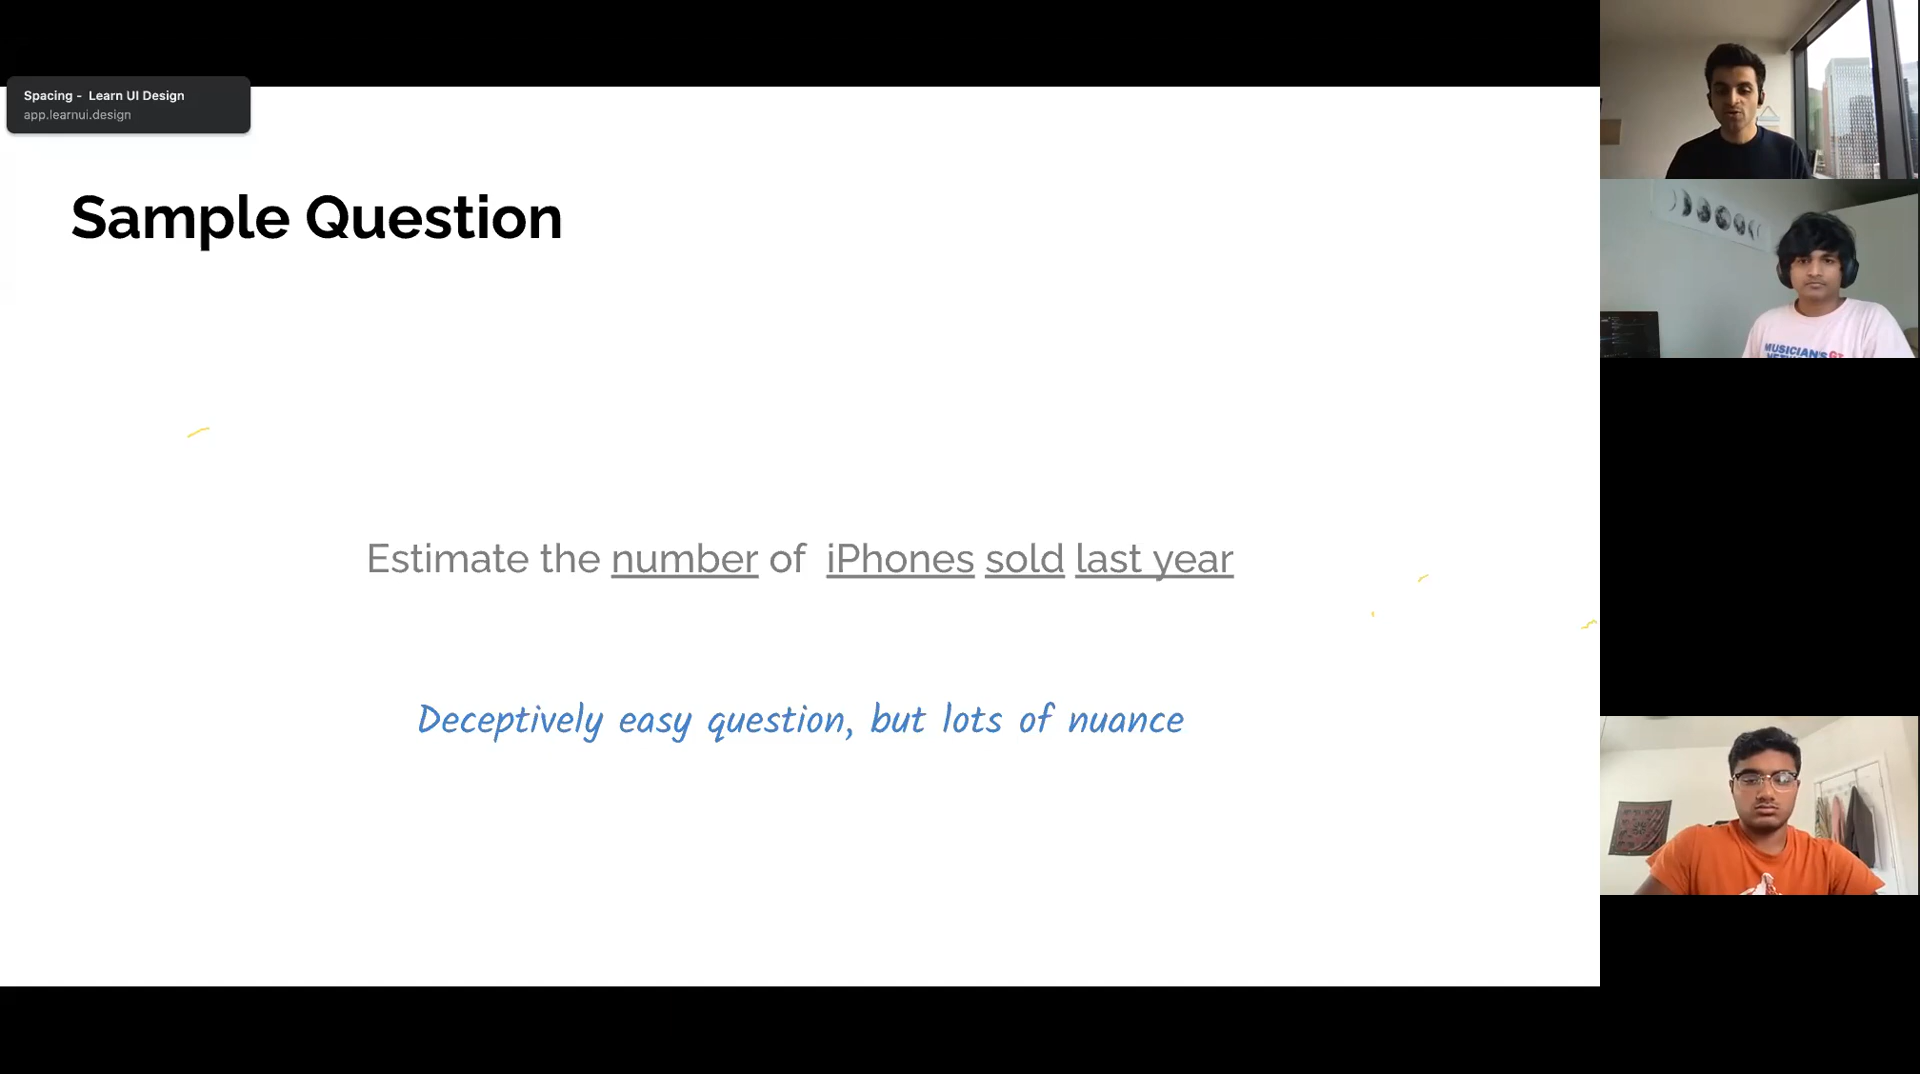 Spacing - Learn UI Design
app.learnui.design
Sample Question
Estimate the number of iPhones sold last year
Deceptively easy question, but lots of nuance
MUSICIAN'S